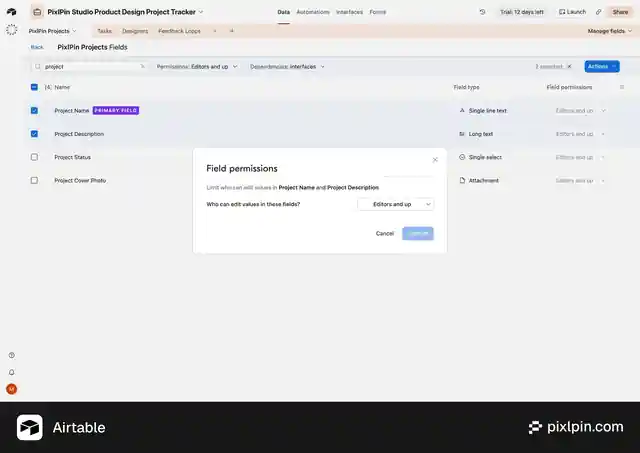 PixlPin Studio Product Design Project Tracker
Data
Automations
Interfaces
Forms
Trial: 12 days left
Launch
Share
PixlPin Projects
Tasks
Designers
Feedback Loops
Manage fields
Back
PixlPin Projects Fields
project
Permissions: Editors and up
Dependencies: Interfaces
selected
Actions
(4) Name
Field type
Field permissions
Project Name PRIMARY FIELD
Single line text
Editors and up
Project Description
Long text
Editors and up
Project Status
Single select
Editors and up
Project Cover Photo
Attachment
Editors and up
Field permissions
Limit who can edit values in Project Name and Project Description
Who can edit values in these fields?
Editors and up
Cancel
M
Airtable
pixlpin.com